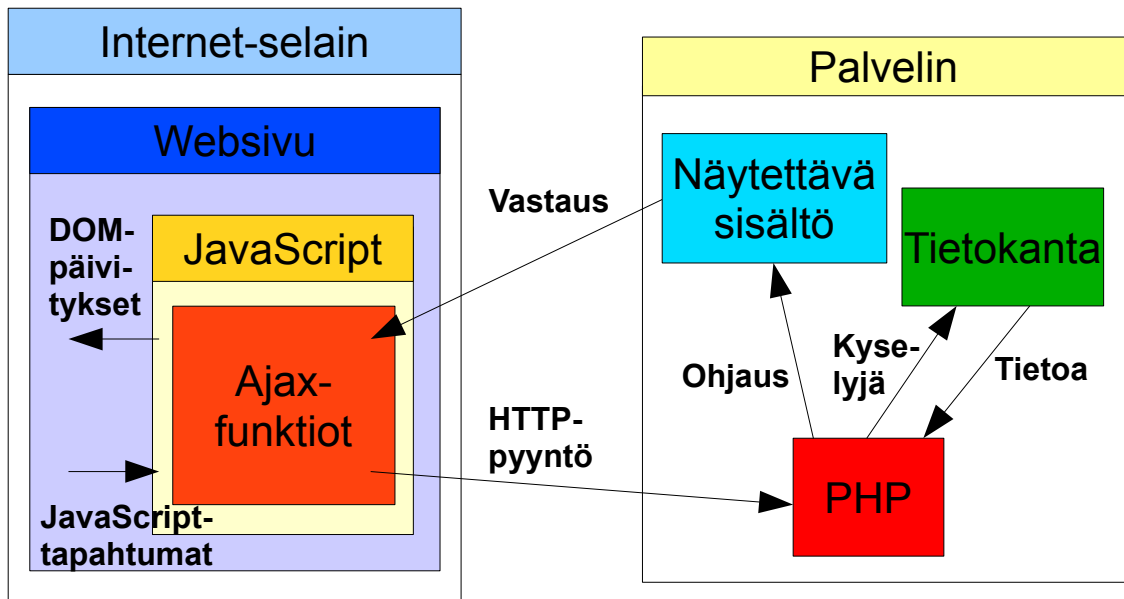 Internet-selain
Websivu
DOM-
päivi-
tykset
JavaScript
Ajax-
funktiot
JavaScript-
tapahtumat
Vastaus
HTTP-
pyyntö
Palvelin
Näytettävä
sisältö
Tietokanta
Ohjaus
Kyse-
lyjä
Tietoa
PHP